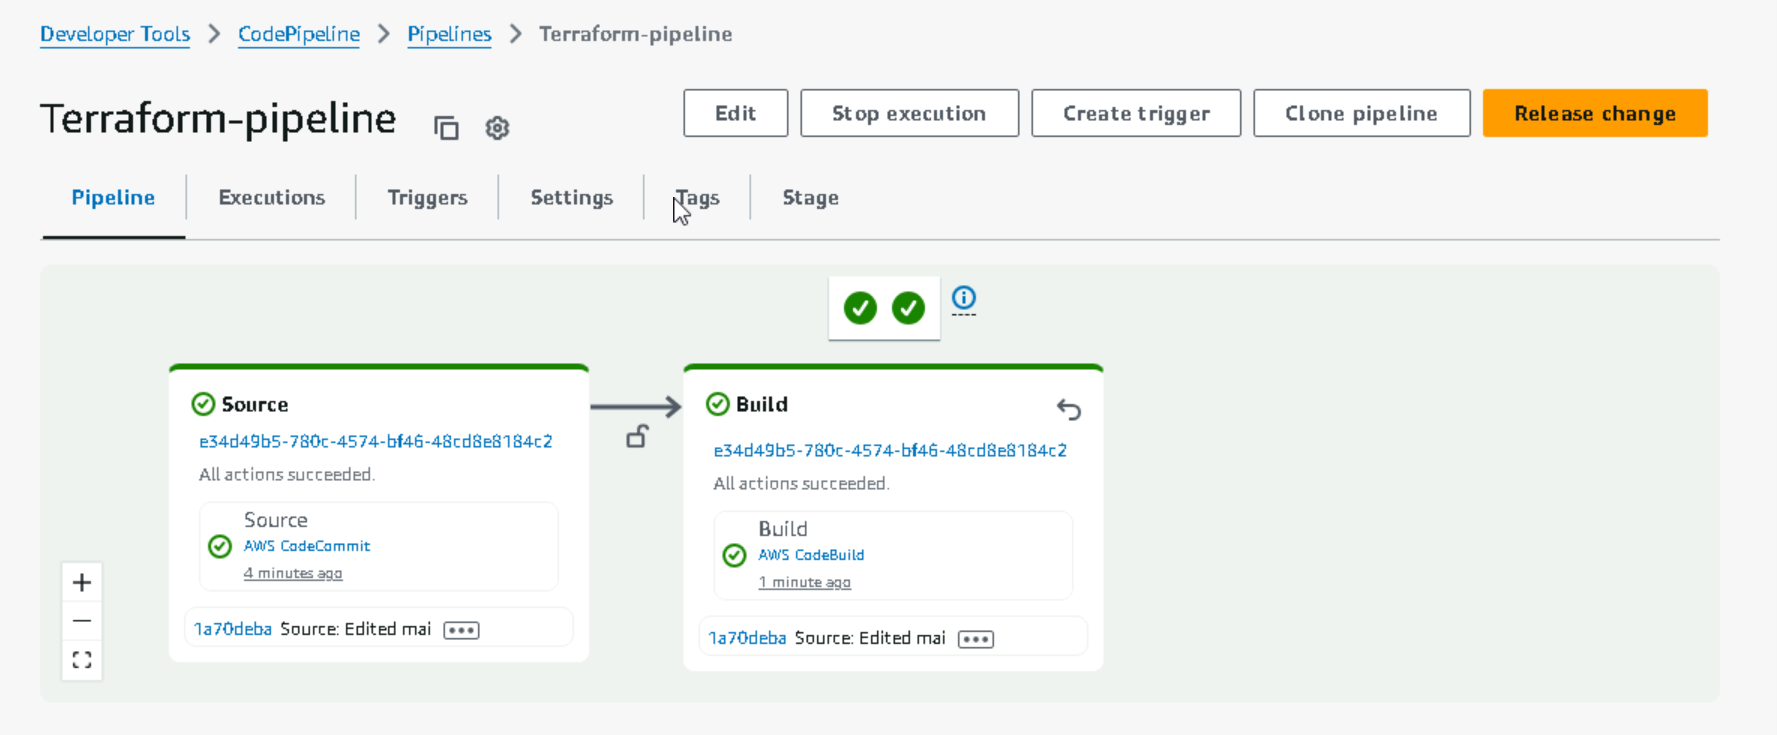 Developer Tools > CodePipeline > Pipelines > Terraform-pipeline
Terraform-pipeline
Edit
Stop execution
Create trigger
Clone pipeline
Release change
Pipeline
Executions
Triggers
Settings
Tags
Stage
Source
e34d49b5-780c-4574-bf46-48cd8e8184c2
All actions succeeded.
Source
AWS CodeCommit
4 minutes ago
1a70deba Source: Edited mai
Build
e34d49b5-780c-4574-bf46-48cd8e8184c2
All actions succeeded.
Build
AWS CodeBuild
1 minute ago
1a70deba Source: Edited mai